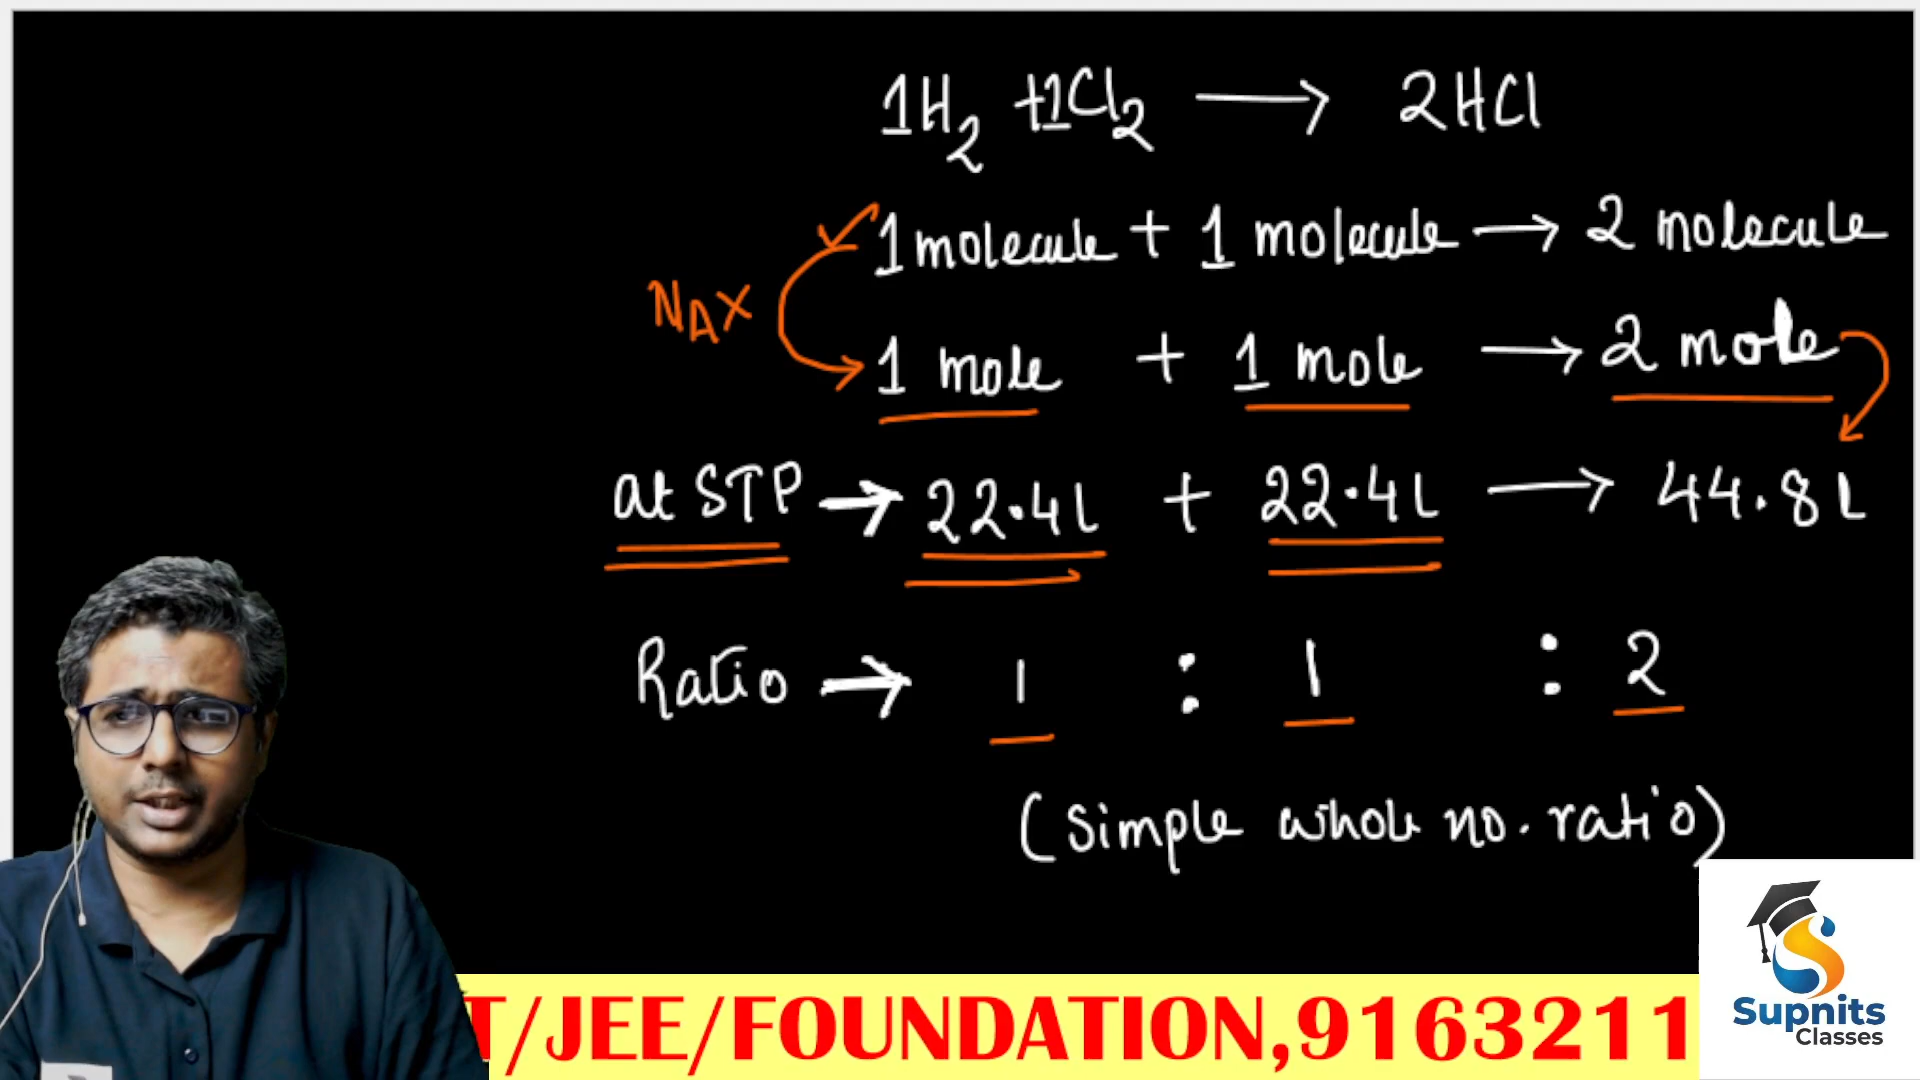 1H₂ + 1Cl₂ ⟶ 2HCl
1 molecule + 1 molecule ⟶ 2 molecule
NA×
1 mole + 1 mole ⟶ 2 mole
at STP → 22.4L + 22.4L ⟶ 44.8L
Ratio → 1 : 1 : 2
(Simple whole no. ratio)
T/JEE/FOUNDATION,9163211
Supnits
Classes